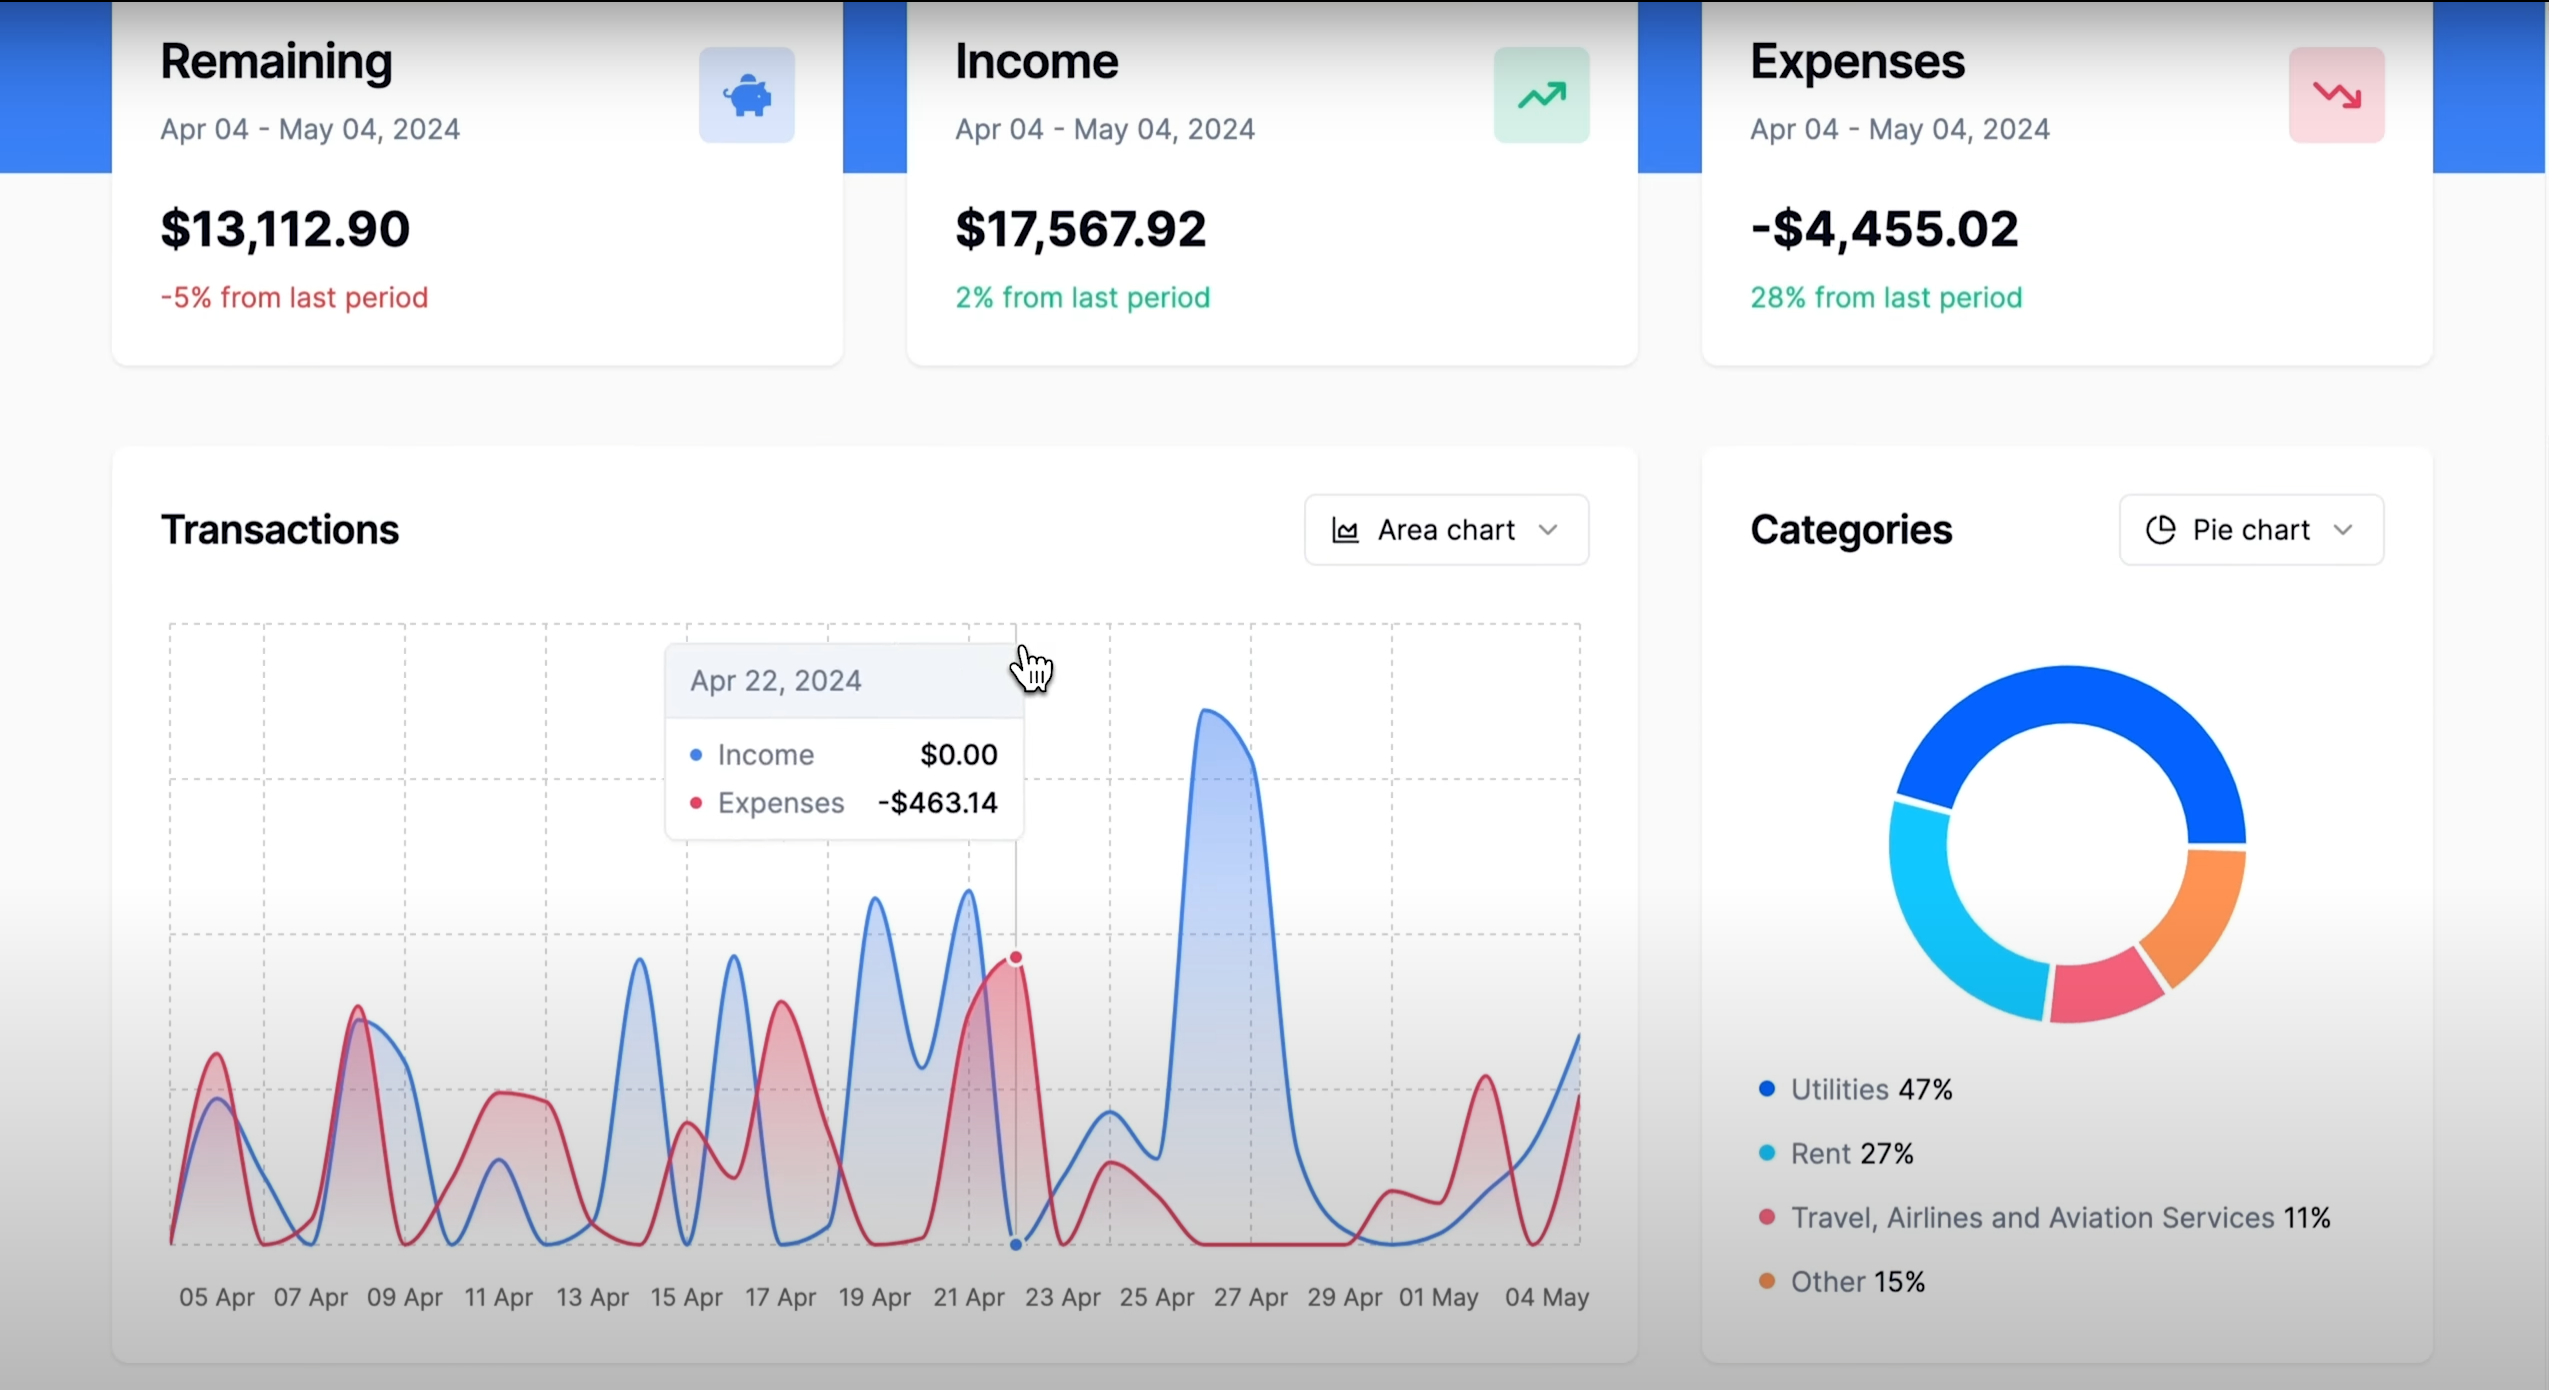 Remaining
Apr 04 - May 04, 2024
$13,112.90
-5% from last period
Income
Apr 04 - May 04, 2024
$17,567.92
2% from last period
Expenses
Apr 04 - May 04, 2024
-$4,455.02
28% from last period
Transactions
Area chart
Apr 22, 2024
Income $0.00
Expenses -$463.14
05 Apr 07 Apr 09 Apr 11 Apr 13 Apr 15 Apr 17 Apr 19 Apr 21 Apr 23 Apr 25 Apr 27 Apr 29 Apr 01 May 04 May
Categories
Pie chart
Utilities 47%
Rent 27%
Travel, Airlines and Aviation Services 11%
Other 15%